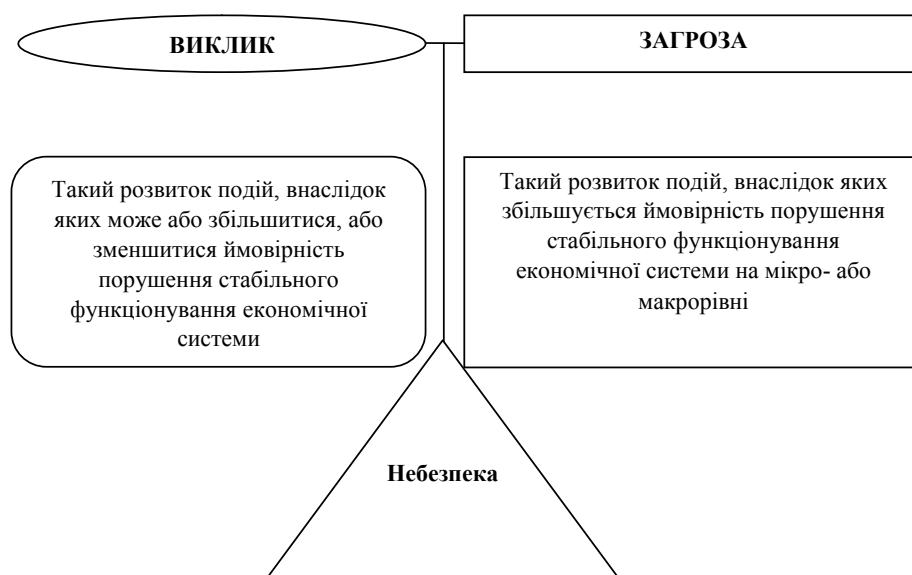 ВИКЛИК
ЗАГРОЗА
Такий розвиток подій, внаслідок
яких може або збільшитися, або
зменшитися ймовірність
порушення стабільного
функціонування економічної
системи
Такий розвиток подій, внаслідок яких
збільшується ймовірність порушення
стабільного функціонування
економічної системи на мікро- або
макрорівні
Небезпека